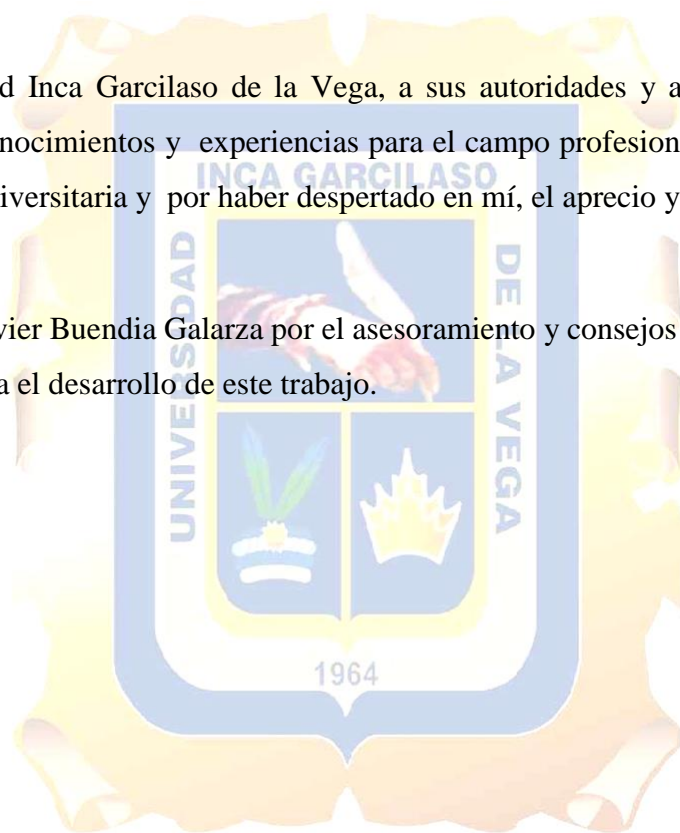 d Inca Garcilaso de la Vega, a sus autoridades y a
nocimientos y experiencias para el campo profesion
iversitaria y por haber despertado en mí, el aprecio y
vier Buendia Galarza por el asesoramiento y consejos
a el desarrollo de este trabajo.
INCA GARCILASO
UNIVERSIDAD
DE LA VEGA
1964